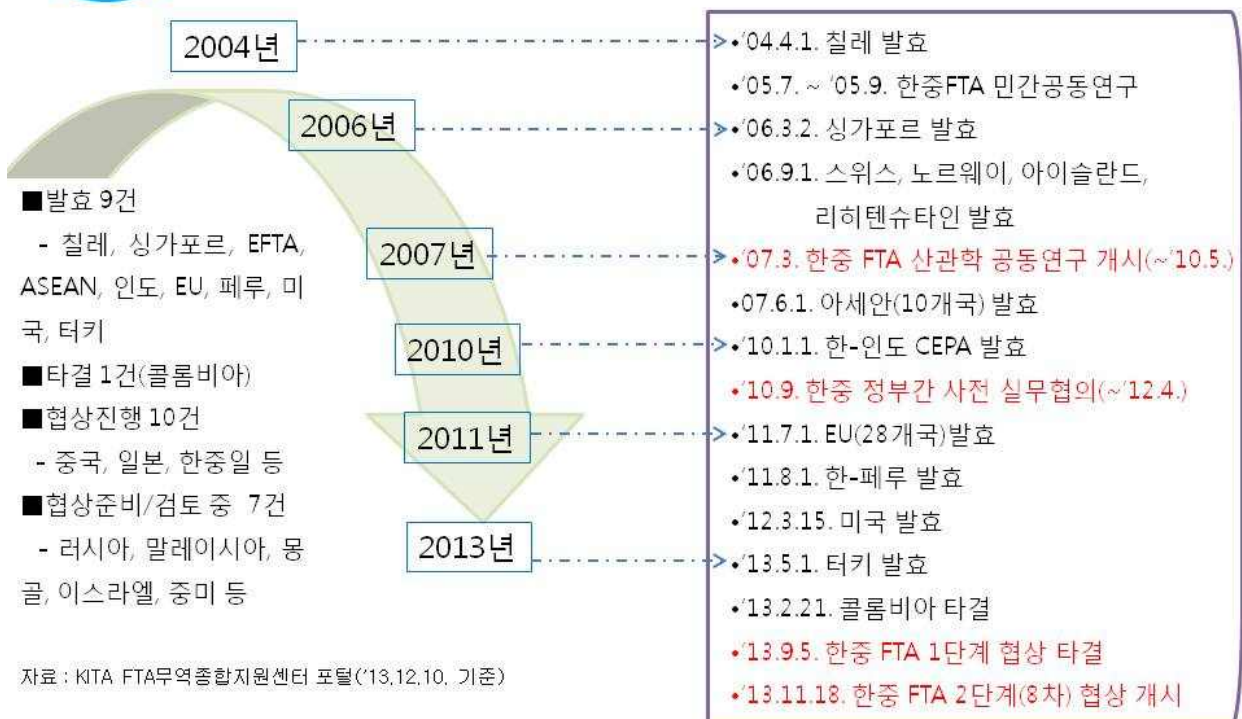 2004년
2006년
2007년
2010년
2011년
2013년
■발효 9건
- 칠레, 싱가포르, EFTA,
ASEAN, 인도, EU, 페루, 미
국, 터키
■타결 1건(콜롬비아)
■협상진행 10건
- 중국, 일본, 한중일 등
■협상준비/검토 중 7건
- 러시아, 말레이시아, 몽
골, 이스라엘, 중미 등
자료 : KITA FTA무역종합지원센터 포털('13.12.10. 기준)
•'04.4.1. 칠레 발효
•'05.7. ~ '05.9. 한중FTA 민간공동연구
•'06.3.2. 싱가포르 발효
•'06.9.1. 스위스, 노르웨이, 아이슬란드,
리히텐슈타인 발효
•'07.3. 한중 FTA 산관학 공동연구 개시(~'10.5.)
•07.6.1. 아세안(10개국) 발효
•'10.1.1. 한-인도 CEPA 발효
•'10.9. 한중 정부간 사전 실무협의(~'12.4.)
•'11.7.1. EU(28개국)발효
•'11.8.1. 한-페루 발효
•'12.3.15. 미국 발효
•'13.5.1. 터키 발효
•'13.2.21. 콜롬비아 타결
•'13.9.5. 한중 FTA 1단계 협상 타결
•'13.11.18. 한중 FTA 2단계(8차) 협상 개시